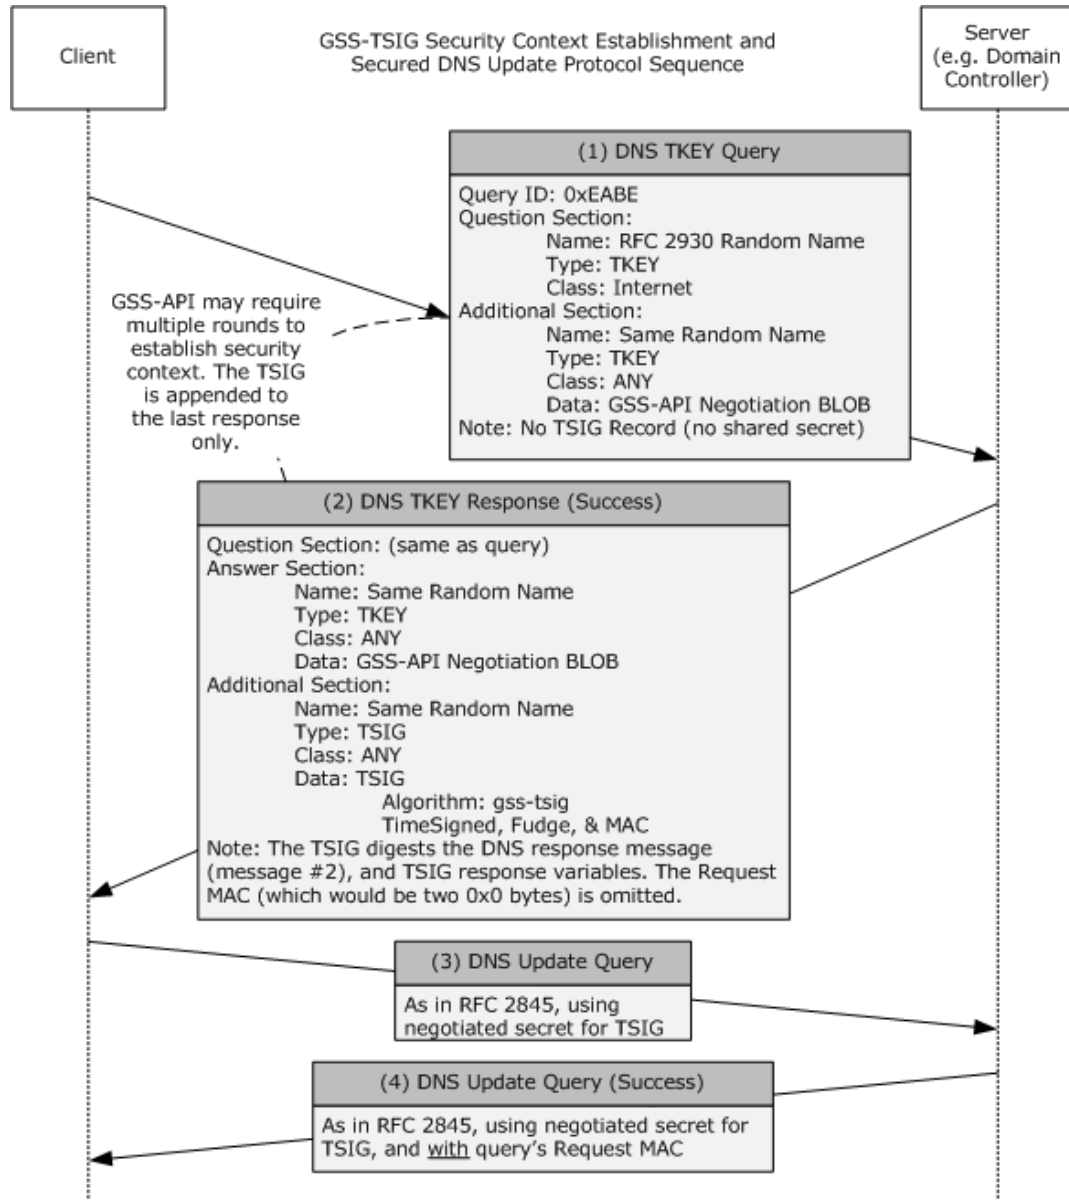 Client
GSS-TSIG Security Context Establishment and
Secured DNS Update Protocol Sequence
Server
(e.g. Domain
Controller)
(1) DNS TKEY Query
Query ID: 0xEABE
Question Section:
Name: RFC 2930 Random Name
Type: TKEY
Class: Internet
Additional Section:
Name: Same Random Name
Type: TKEY
Class: ANY
Data: GSS-API Negotiation BLOB
Note: No TSIG Record (no shared secret)
GSS-API may require
multiple rounds to
establish security
context. The TSIG
is appended to
the last response
only.
(2) DNS TKEY Response (Success)
Question Section: (same as query)
Answer Section:
Name: Same Random Name
Type: TKEY
Class: ANY
Data: GSS-API Negotiation BLOB
Additional Section:
Name: Same Random Name
Type: TSIG
Class: ANY
Data: TSIG
Algorithm: gss-tsig
TimeSigned, Fudge, & MAC
Note: The TSIG digests the DNS response message
(message #2), and TSIG response variables. The Request
MAC (which would be two 0x0 bytes) is omitted.
(3) DNS Update Query
As in RFC 2845, using
negotiated secret for TSIG
(4) DNS Update Query (Success)
As in RFC 2845, using negotiated secret for
TSIG, and with query's Request MAC